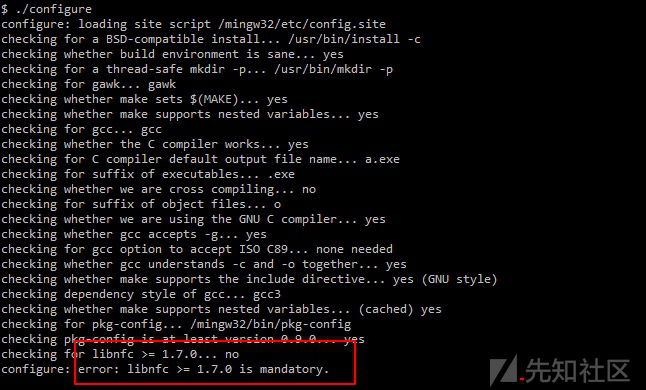 $ ./configure
configure: loading site script /mingw32/etc/config.site
checking for a BSD-compatible install... /usr/bin/install -c
checking whether build environment is sane... yes
checking for a thread-safe mkdir -p... /usr/bin/mkdir -p
checking for gawk... gawk
checking whether make sets $(MAKE)... yes
checking whether make supports nested variables... yes
checking for gcc... gcc
checking whether the C compiler works... yes
checking for C compiler default output file name... a.exe
checking for suffix of executables... .exe
checking whether we are cross compiling... no
checking for suffix of object files... o
checking whether we are using the GNU C compiler... yes
checking whether gcc accepts -g... yes
checking for gcc option to accept ISO C89... none needed
checking whether gcc understands -c and -o together... yes
checking whether make supports the include directive... yes (GNU style)
checking dependency style of gcc... gcc3
checking whether make supports nested variables... (cached) yes
checking for pkg-config... /mingw32/bin/pkg-config
checking pkg-config is at least version 0.9.0... yes
checking for libnfc >= 1.7.0... no
configure: error: libnfc >= 1.7.0 is mandatory.
先知社区